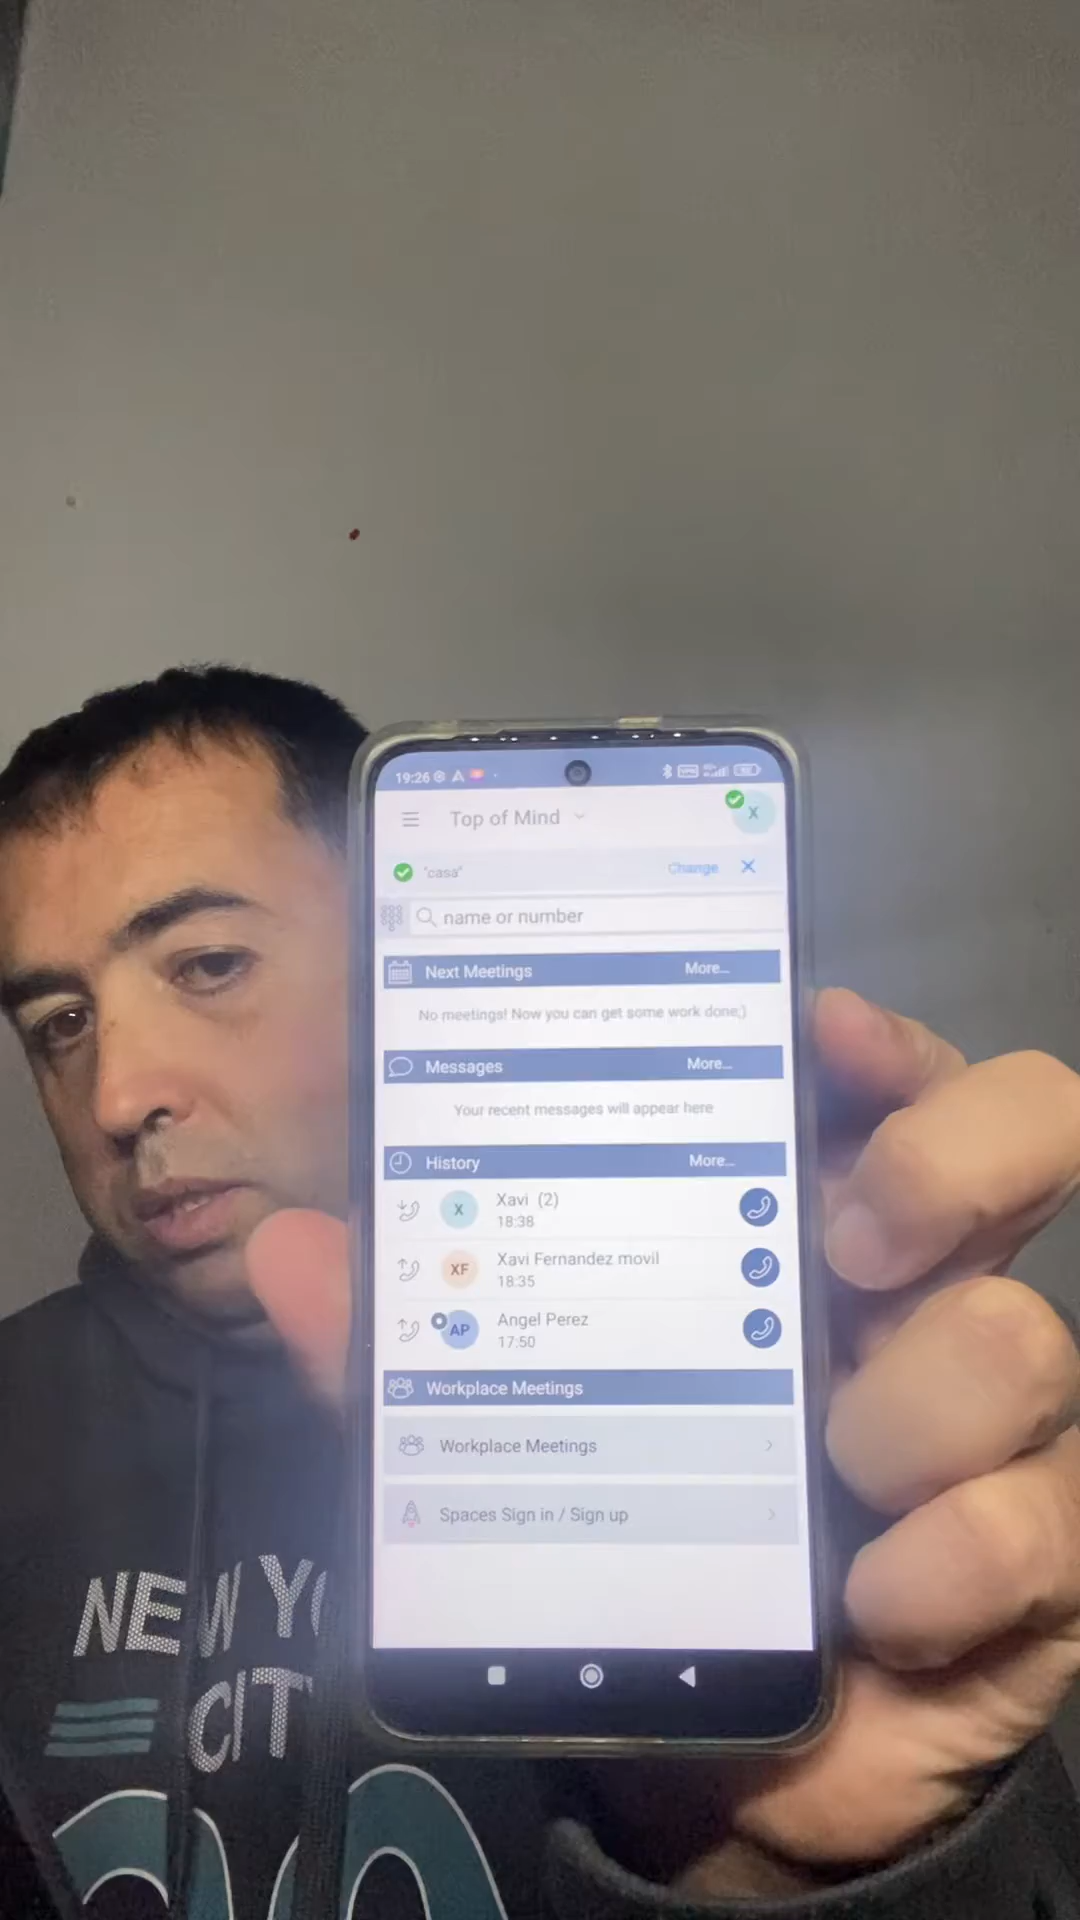 19:26
Top of Mind
X
"casa"
Change
name or number
Next Meetings
More...
No meetings! Now you can get some work done;)
Messages
More...
Your recent messages will appear here
History
More...
X
Xavi (2)
18:38
XF
Xavi Fernandez movil
18:35
AP
Angel Perez
17:50
Workplace Meetings
Workplace Meetings
Spaces Sign in / Sign up
NEW YO
CIT